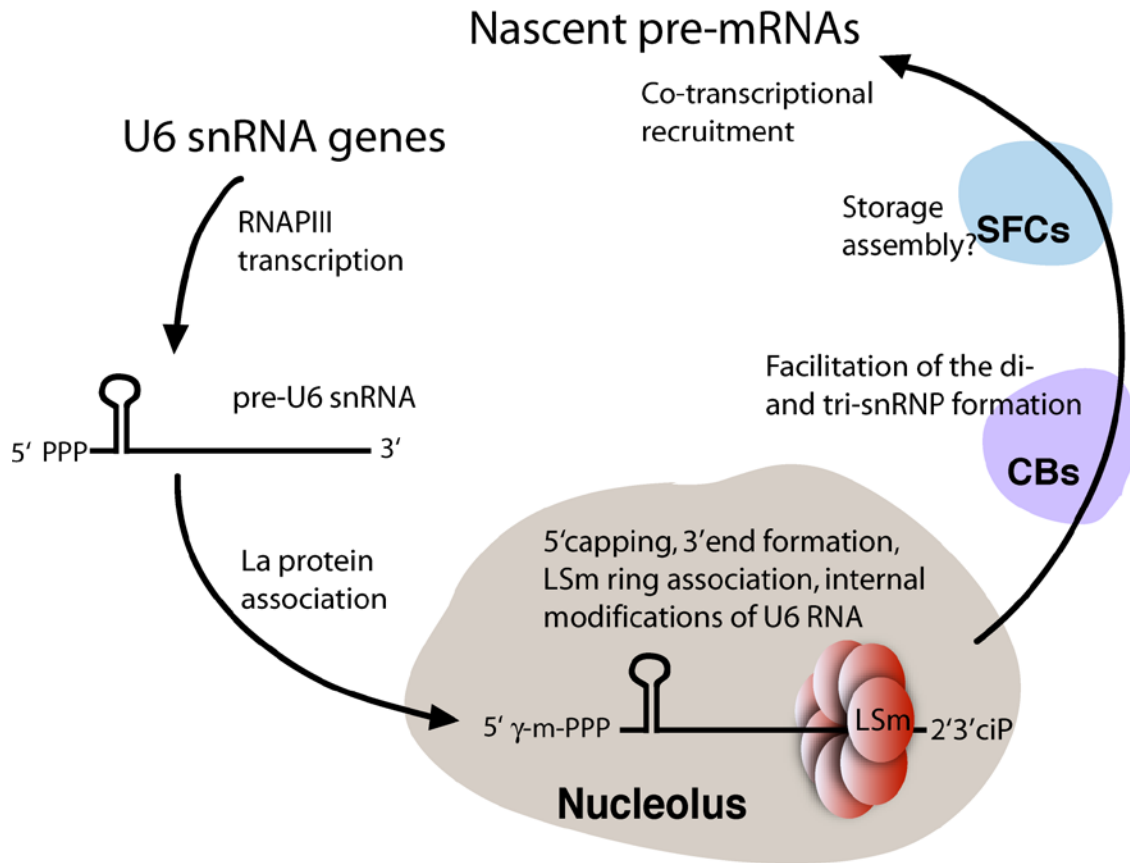 Nascent pre-mRNAs
Co-transcriptional
recruitment
U6 snRNA genes
RNAPIII
transcription
Storage
assembly?
SFCs
pre-U6 snRNA
5‘ PPP
3‘
Facilitation of the di-
and tri-snRNP formation
CBs
La protein
association
5‘capping, 3‘end formation,
LSm ring association, internal
modifications of U6 RNA
5‘ γ-m-PPP
LSm
2‘3‘ciP
Nucleolus